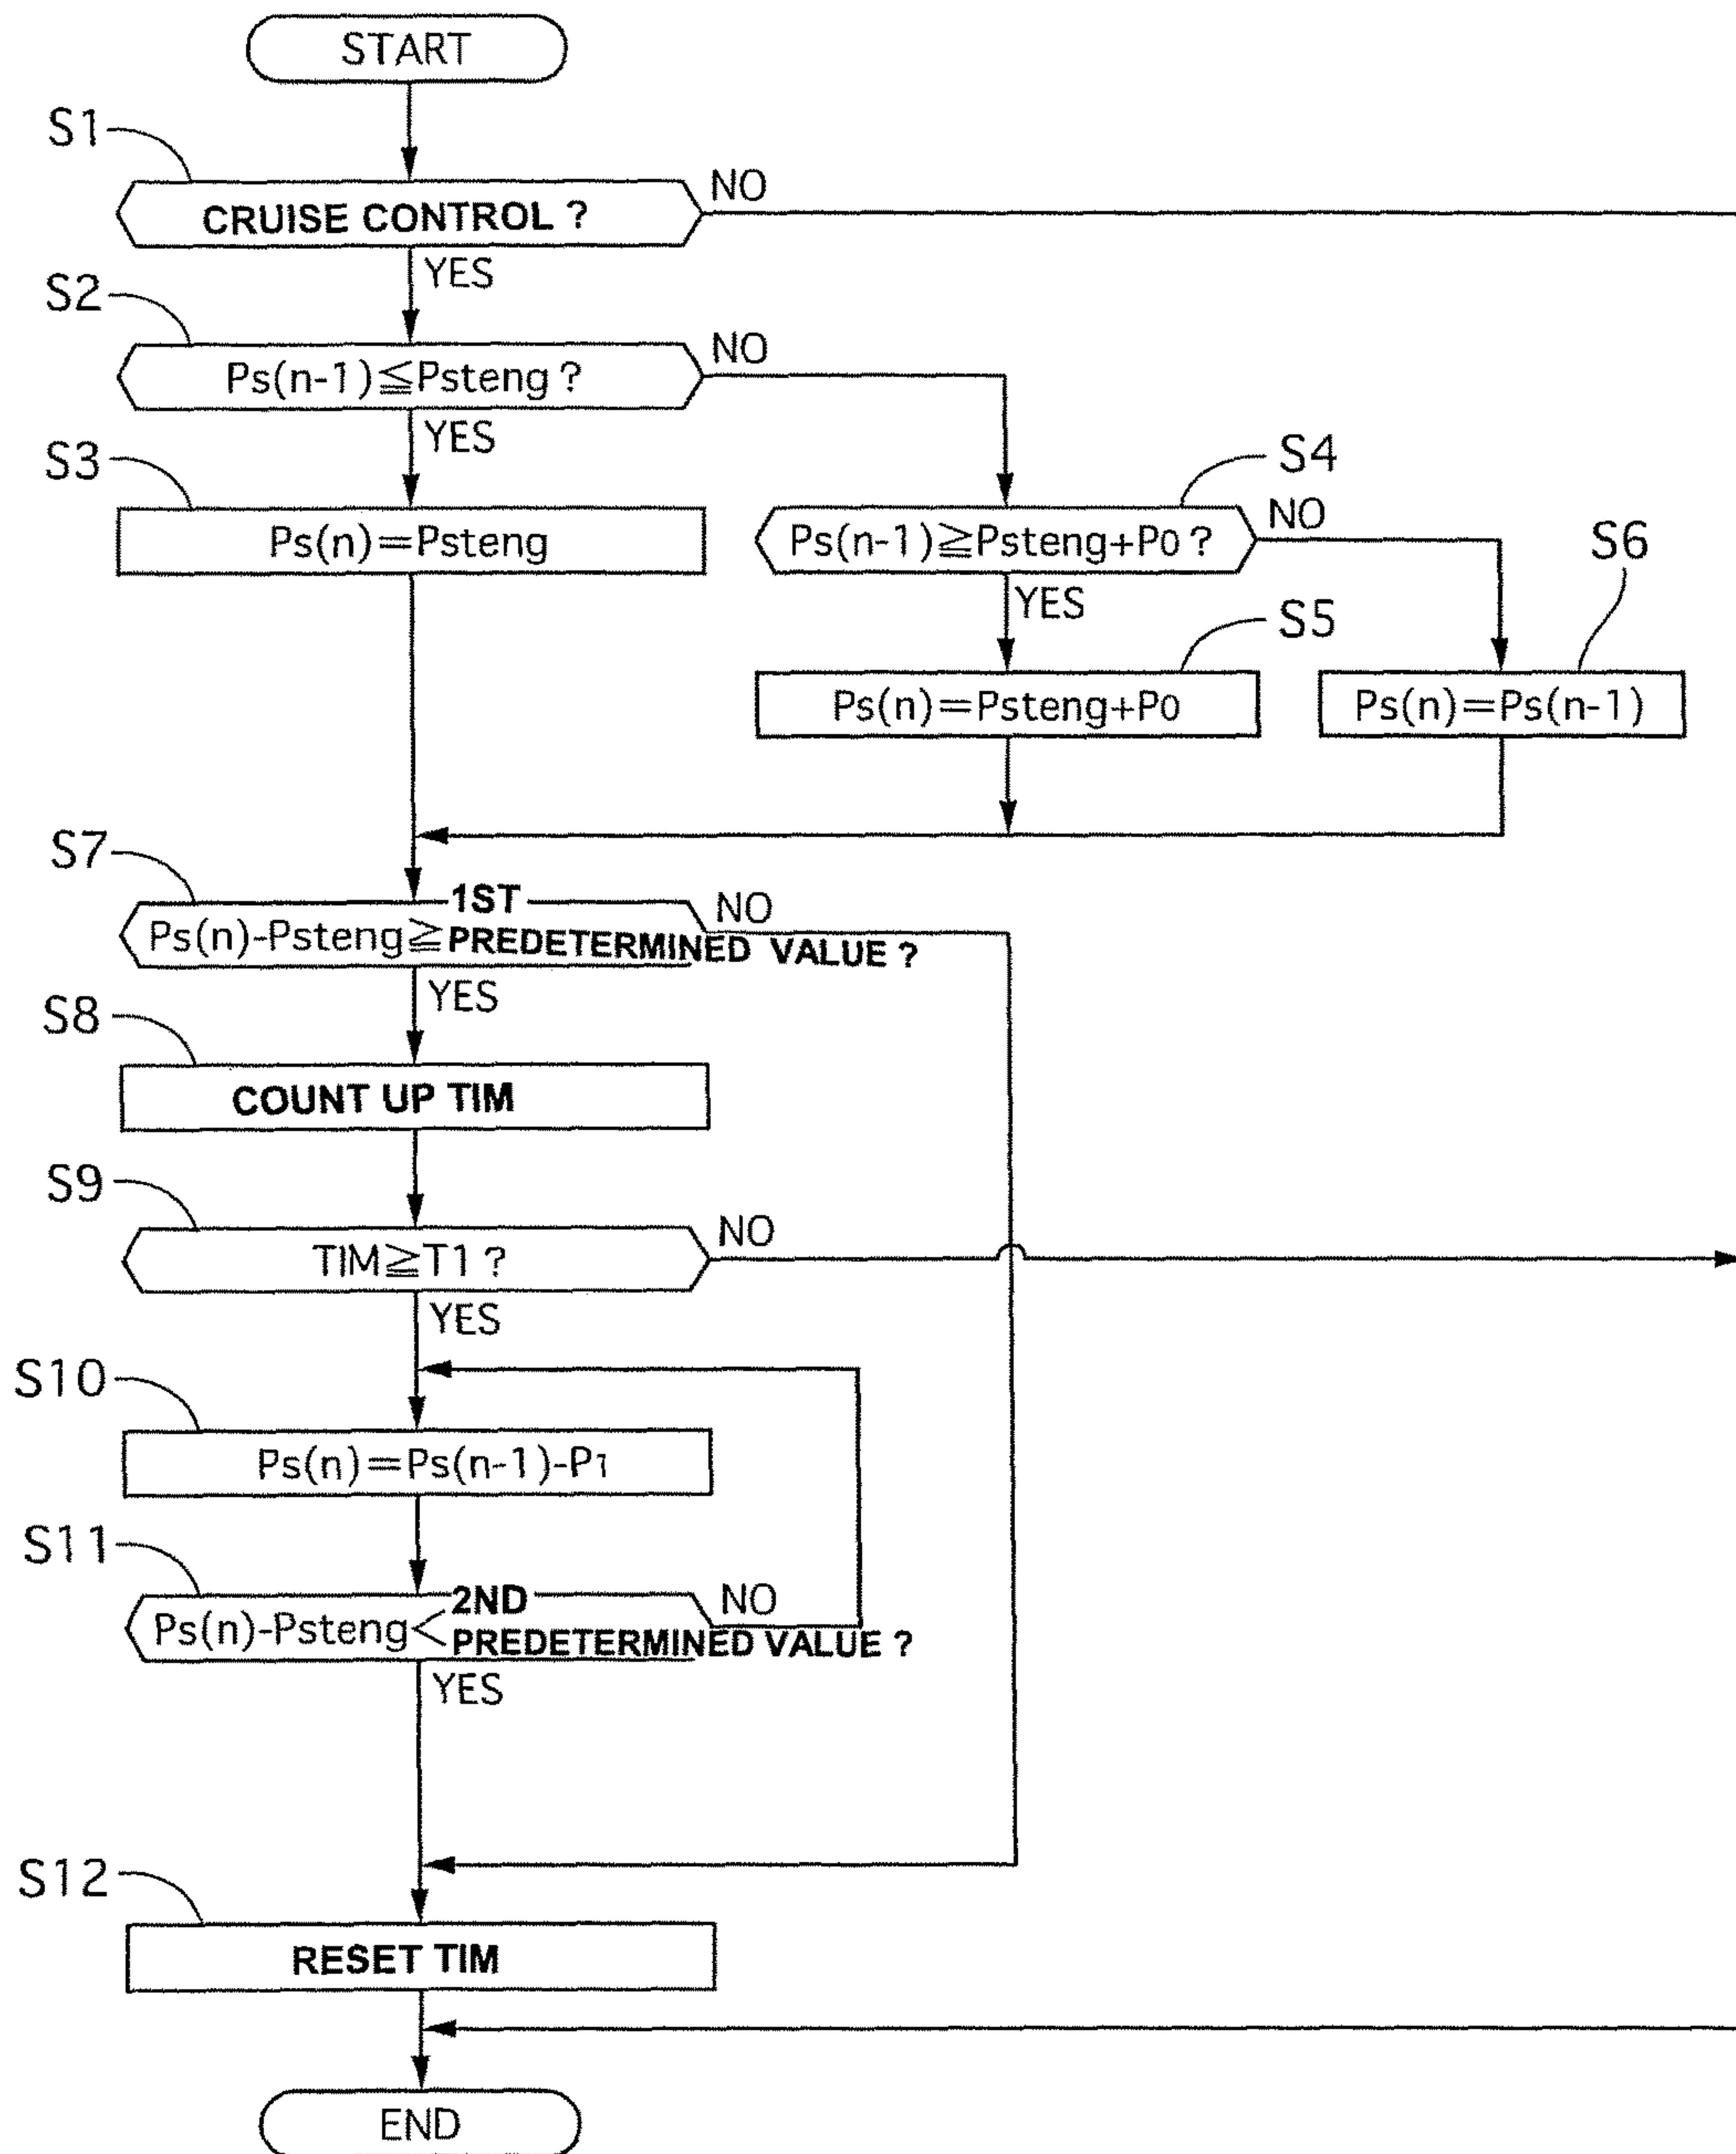 START
S1
CRUISE CONTROL ?
NO
YES
S2
Ps(n-1)≦Psteng ?
NO
YES
S3
Ps(n)=Psteng
S4
Ps(n-1)≧Psteng+P0 ?
NO
YES
S5
Ps(n)=Psteng+P0
S6
Ps(n)=Ps(n-1)
S7
Ps(n)-Psteng≧1ST
PREDETERMINED VALUE ?
NO
YES
S8
COUNT UP TIM
S9
TIM≧T1 ?
NO
YES
S10
Ps(n)=Ps(n-1)-P1
S11
Ps(n)-Psteng<2ND
PREDETERMINED VALUE ?
NO
YES
S12
RESET TIM
END